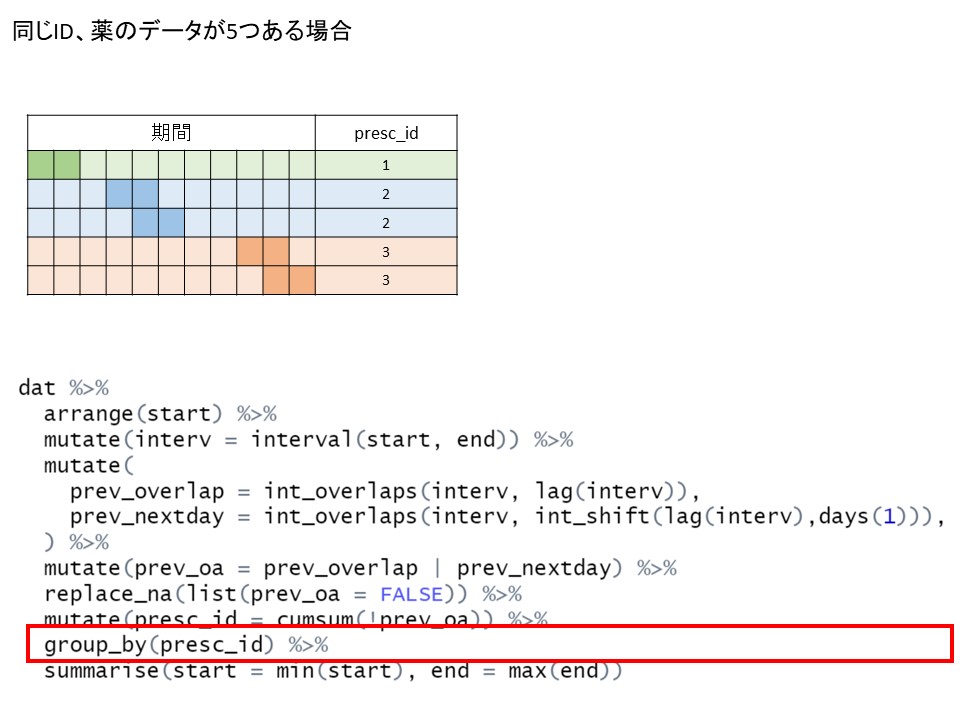 同じID、薬のデータが5つある場合
期間 presc_id
1
2
2
3
3
dat %>%
arrange(start) %>%
mutate(interv = interval(start, end)) %>%
mutate(
prev_overlap = int_overlaps(interv, lag(interv)),
prev_nextday = int_overlaps(interv, int_shift(lag(interv),days(1))),
) %>%
mutate(prev_oa = prev_overlap | prev_nextday) %>%
replace_na(list(prev_oa = FALSE)) %>%
mutate(presc_id = cumsum(!prev_oa)) %>%
group_by(presc_id) %>%
summarise(start = min(start), end = max(end))